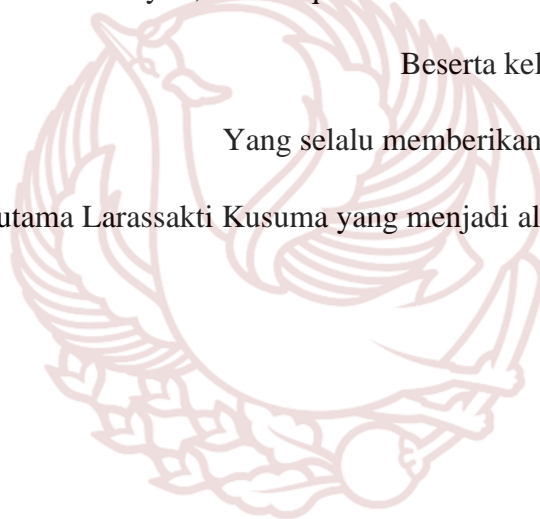 Beserta kel
Yang selalu memberikan
utama Larassakti Kusuma yang menjadi al